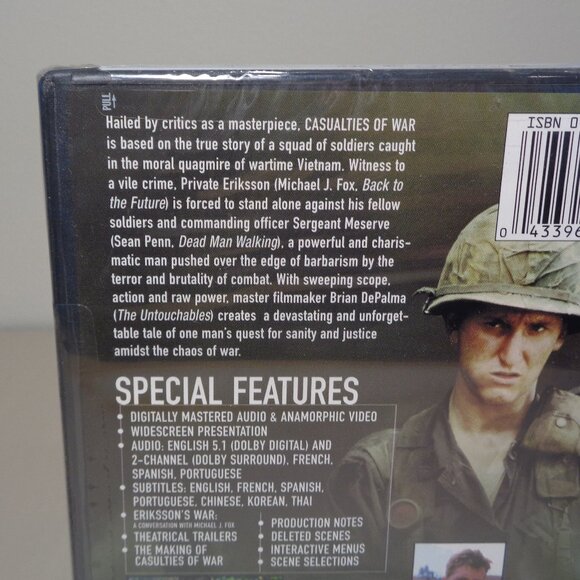 PULL
Hailed by critics as a masterpiece, CASUALTIES OF WAR
is based on the true story of a squad of soldiers caught
in the moral quagmire of wartime Vietnam. Witness to
a vile crime, Private Eriksson (Michael J. Fox, Back to
the Future) is forced to stand alone against his fellow
soldiers and commanding officer Sergeant Meserve
(Sean Penn, Dead Man Walking), a powerful and charis-
matic man pushed over the edge of barbarism by the
terror and brutality of combat. With sweeping scope,
action and raw power, master filmmaker Brian DePalma
(The Untouchables) creates a devastating and unforget-
table tale of one man's quest for sanity and justice
amidst the chaos of war.
ISBN 0
0 43396
SPECIAL FEATURES
• DIGITALLY MASTERED AUDIO & ANAMORPHIC VIDEO
• WIDESCREEN PRESENTATION
• AUDIO: ENGLISH 5.1 (DOLBY DIGITAL) AND
2-CHANNEL (DOLBY SURROUND), FRENCH,
SPANISH, PORTUGUESE
• SUBTITLES: ENGLISH, FRENCH, SPANISH,
PORTUGUESE, CHINESE, KOREAN, THAI
• ERIKSSON'S WAR:
A CONVERSATION WITH MICHAEL J. FOX
• THEATRICAL TRAILERS
• THE MAKING OF
CASUALTIES OF WAR
• PRODUCTION NOTES
• DELETED SCENES
• INTERACTIVE MENUS
• SCENE SELECTIONS